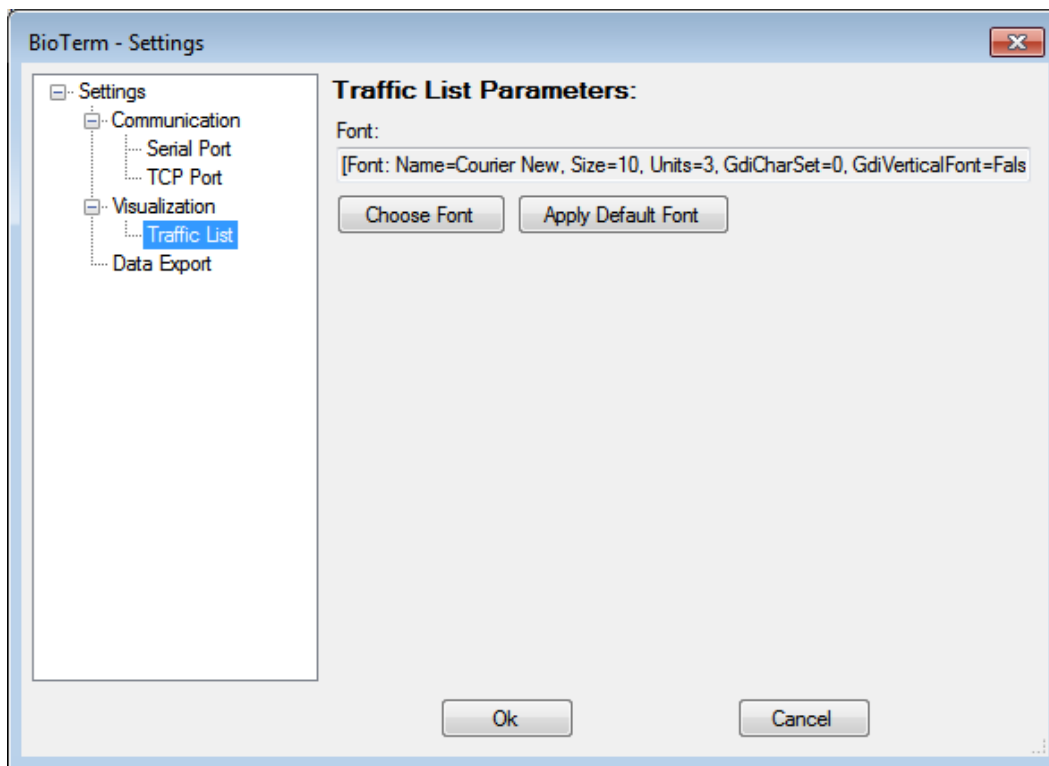 BioTerm - Settings
Settings
Communication
Serial Port
TCP Port
Visualization
Traffic List
Data Export
Traffic List Parameters:
Font:
[Font: Name=Courier New, Size=10, Units=3, GdiCharSet=0, GdiVerticalFont=Fals
Choose Font Apply Default Font
Ok Cancel